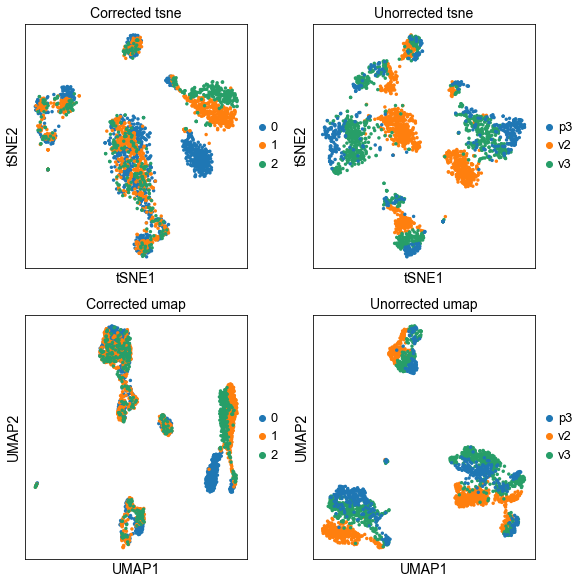 Corrected tsne
Unorrected tsne
tSNE2
0
1
2
tSNE1
tSNE2
p3
v2
v3
tSNE1
Corrected umap
Unorrected umap
UMAP2
0
1
2
UMAP1
UMAP2
p3
v2
v3
UMAP1